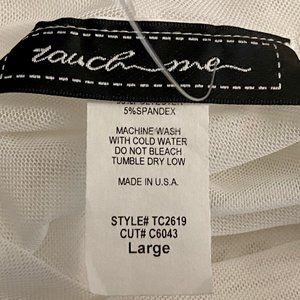 touch me
5%SPANDEX
MACHINE WASH
WITH COLD WATER
DO NOT BLEACH
TUMBLE DRY LOW
MADE IN U.S.A.
STYLE# TC2619
CUT# C6043
Large